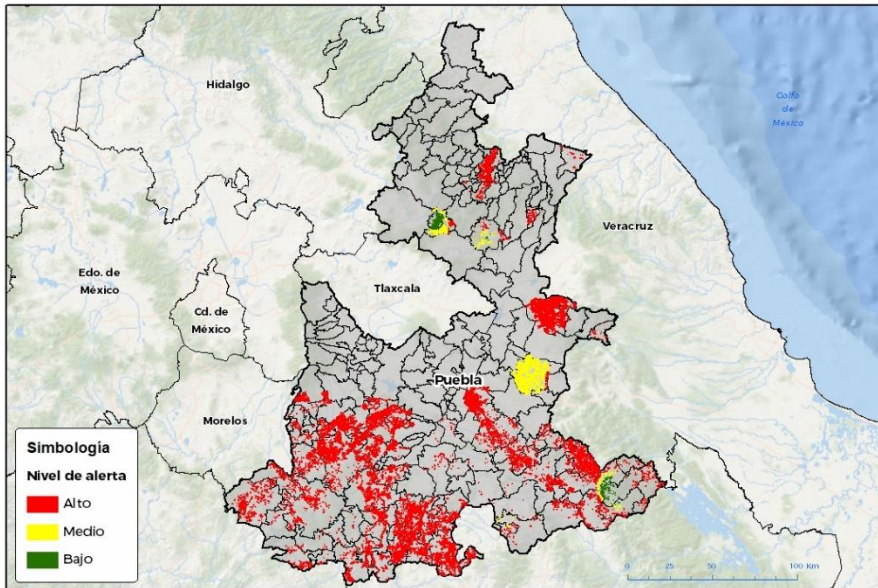 Hidalgo
Golfo
de
México
Veracruz
Edo. de
México
Tlaxcala
Cd. de
México
Puebla
Morelos
Simbología
Nivel de alerta
Alto
Medio
Bajo
0 25 50 100 Km